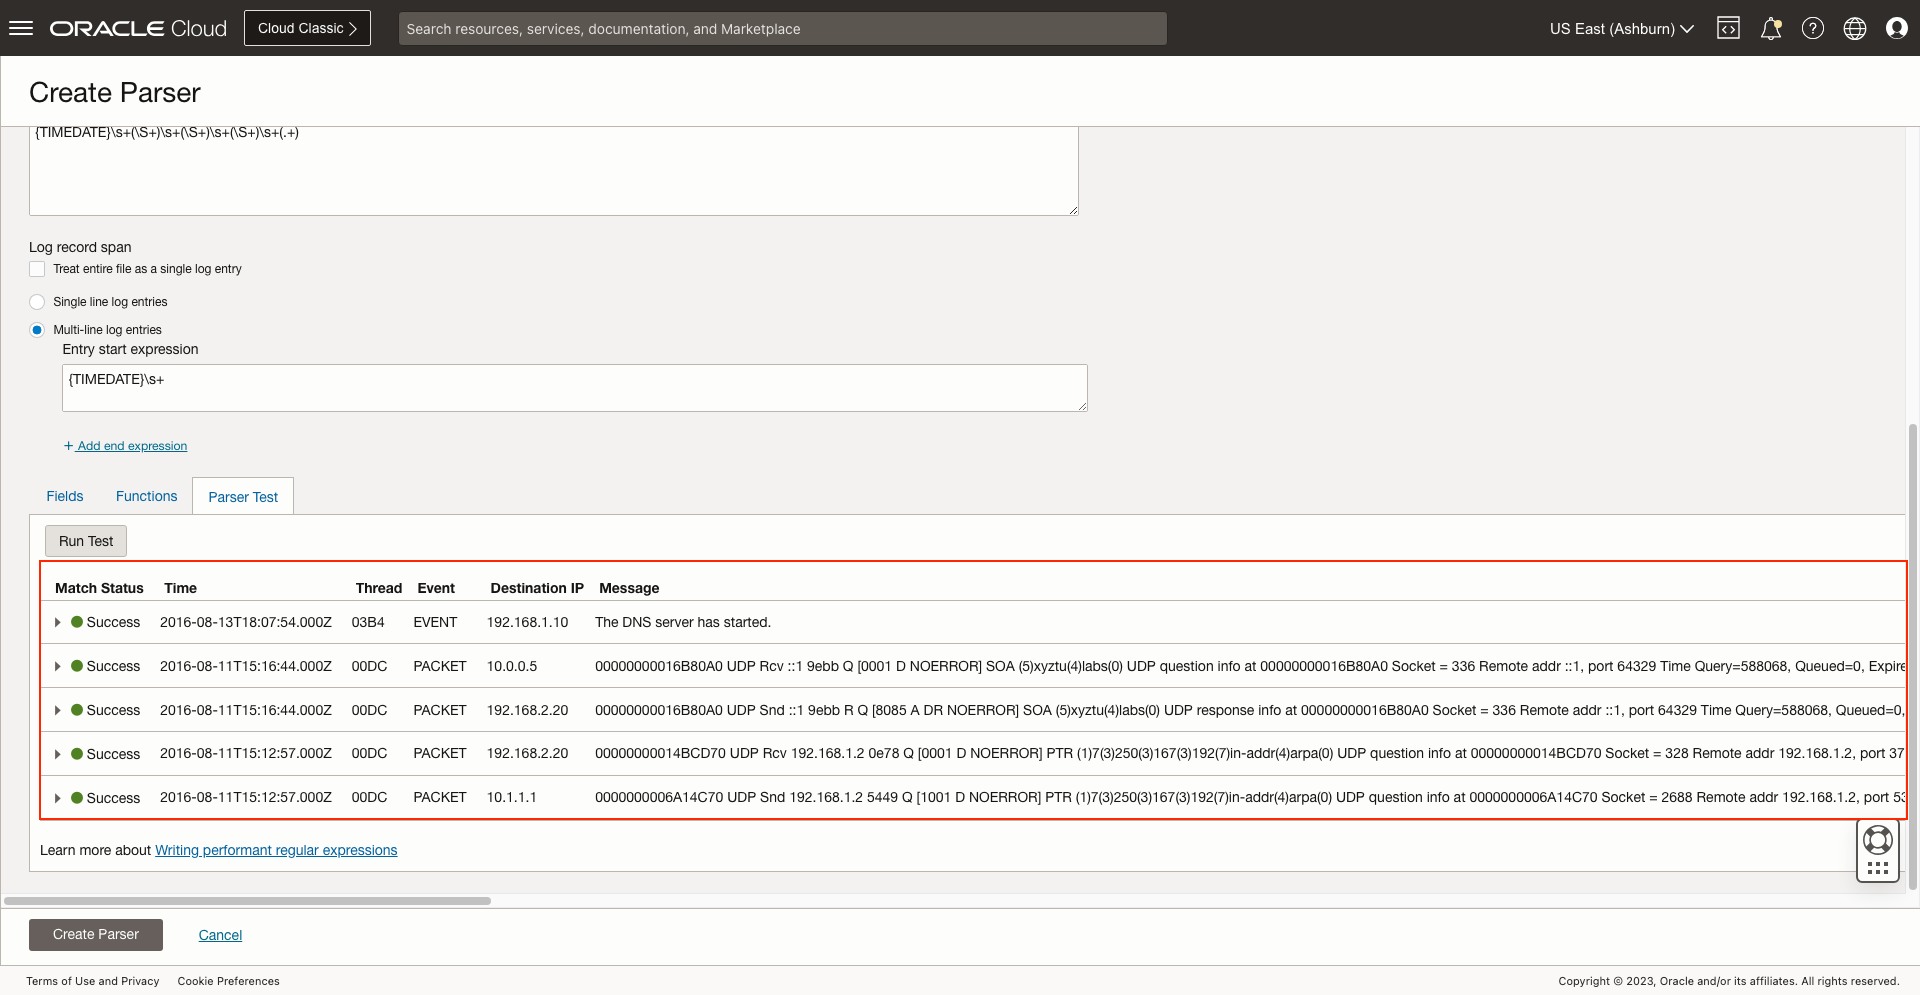 ORACLE Cloud
Cloud Classic
Search resources, services, documentation, and Marketplace
US East (Ashburn)
Create Parser
{TIMEDATE}\s+(\S+)\s+(\S+)\s+(\S+)\s+(.+)
Log record span
Treat entire file as a single log entry
Single line log entries
Multi-line log entries
Entry start expression
{TIMEDATE}\s+
+ Add end expression
Fields Functions Parser Test
Run Test
Match Status Time Thread Event Destination IP Message
Success 2016-08-13T18:07:54.000Z 03B4 EVENT 192.168.1.10 The DNS server has started.
Success 2016-08-11T15:16:44.000Z 00DC PACKET 10.0.0.5 00000000016B80A0 UDP Rcv ::1 9ebb Q [0001 D NOERROR] SOA (5)xyztu(4)labs(0) UDP question info at 00000000016B80A0 Socket = 336 Remote addr ::1, port 64329 Time Query=588068, Queued=0, Expire
Success 2016-08-11T15:16:44.000Z 00DC PACKET 192.168.2.20 00000000016B80A0 UDP Snd ::1 9ebb R Q [8085 A DR NOERROR] SOA (5)xyztu(4)labs(0) UDP response info at 00000000016B80A0 Socket = 336 Remote addr ::1, port 64329 Time Query=588068, Queued=0,
Success 2016-08-11T15:12:57.000Z 00DC PACKET 192.168.2.20 00000000014BCD70 UDP Rcv 192.168.1.2 0e78 Q [0001 D NOERROR] PTR (1)7(3)250(3)167(3)192(7)in-addr(4)arpa(0) UDP question info at 00000000014BCD70 Socket = 328 Remote addr 192.168.1.2, port 37
Success 2016-08-11T15:12:57.000Z 00DC PACKET 10.1.1.1 0000000006A14C70 UDP Snd 192.168.1.2 5449 Q [1001 D NOERROR] PTR (1)7(3)250(3)167(3)192(7)in-addr(4)arpa(0) UDP question info at 0000000006A14C70 Socket = 2688 Remote addr 192.168.1.2, port 53
Learn more about Writing performant regular expressions
Create Parser Cancel
Terms of Use and Privacy Cookie Preferences
Copyright © 2023, Oracle and/or its affiliates. All rights reserved.